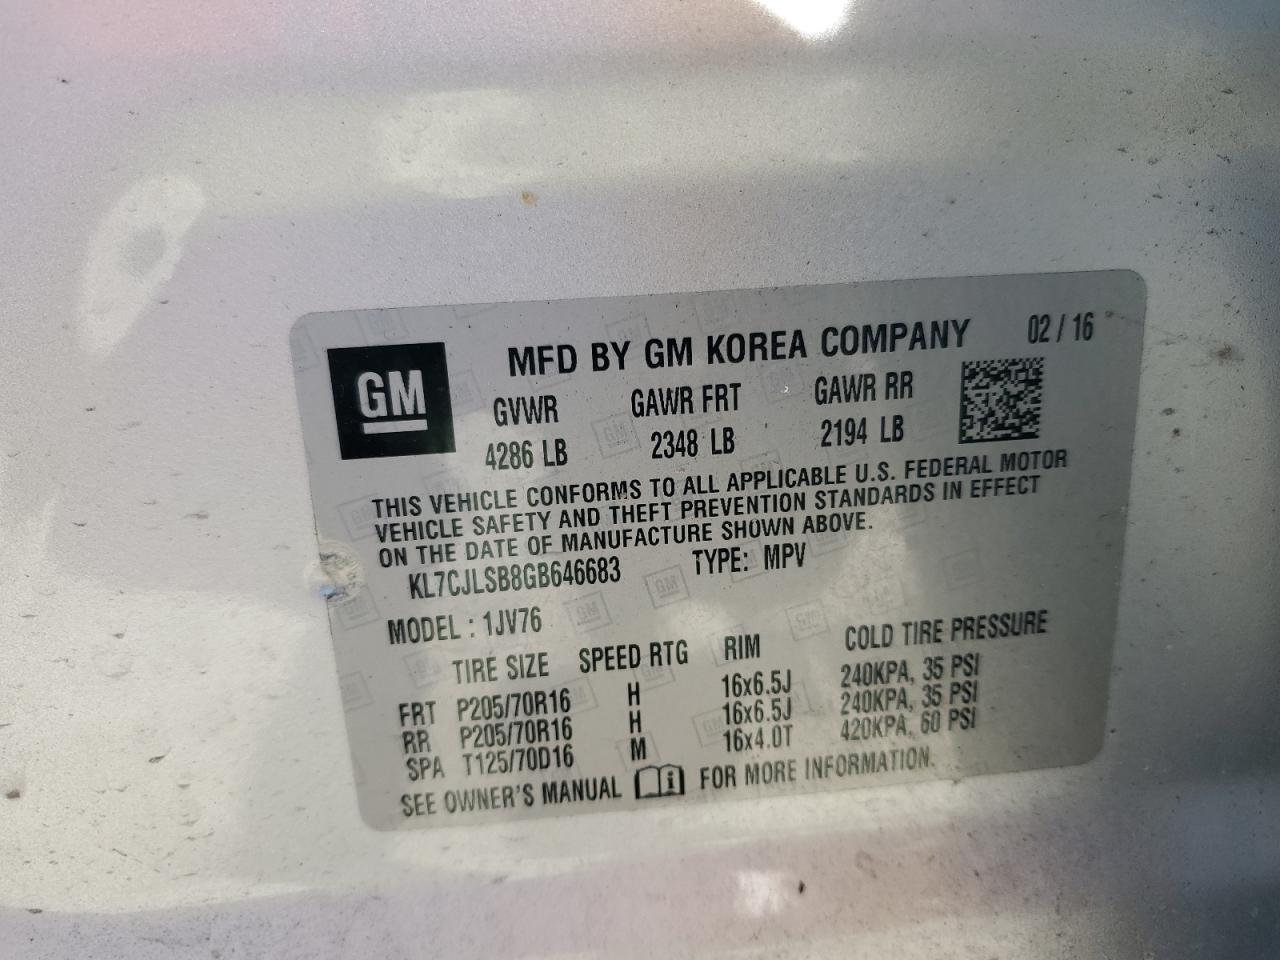 GM
MFD BY GM KOREA COMPANY 02 / 16
GVWR GAWR FRT GAWR RR
4286 LB 2348 LB 2194 LB
THIS VEHICLE CONFORMS TO ALL APPLICABLE U.S. FEDERAL MOTOR
VEHICLE SAFETY AND THEFT PREVENTION STANDARDS IN EFFECT
ON THE DATE OF MANUFACTURE SHOWN ABOVE.
KL7CJLSB8GB646683 TYPE: MPV
MODEL : 1JV76
TIRE SIZE SPEED RTG RIM COLD TIRE PRESSURE
FRT P205/70R16 H 16x6.5J 240KPA, 35 PSI
RR P205/70R16 H 16x6.5J 240KPA, 35 PSI
SPA T125/70D16 M 16x4.0T 420KPA, 60 PSI
SEE OWNER'S MANUAL i FOR MORE INFORMATION.